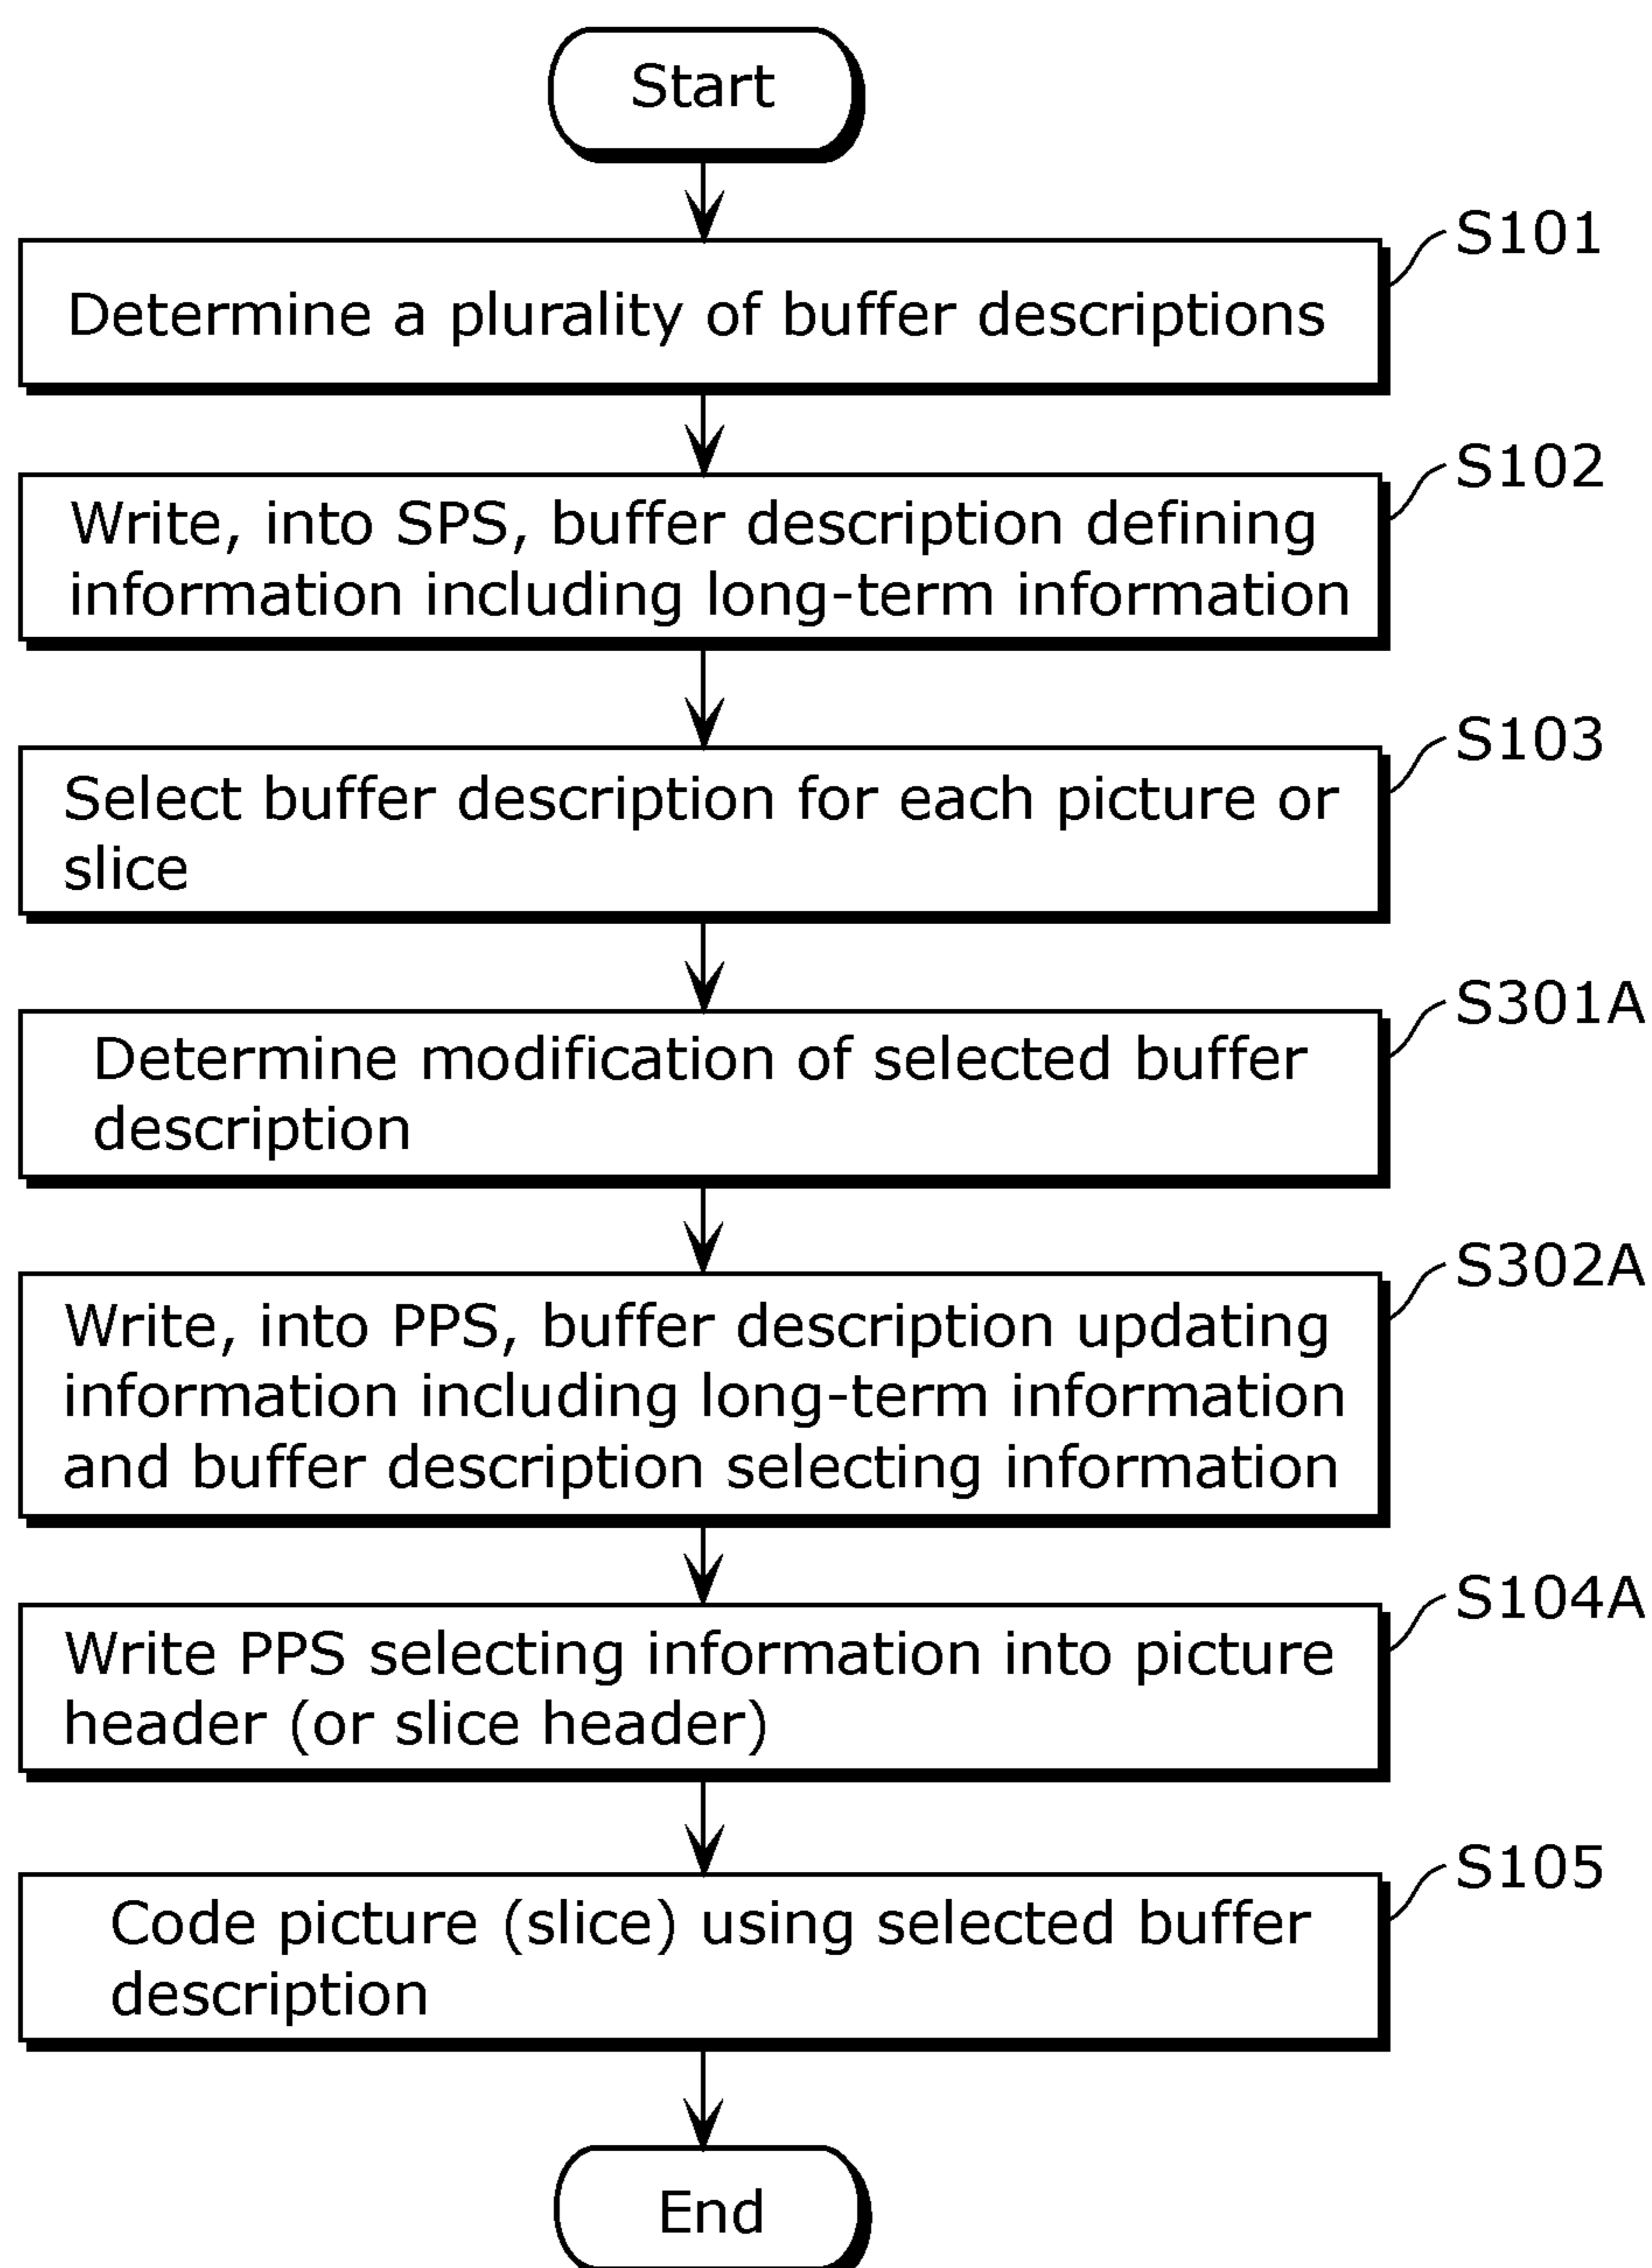 Start
S101
Determine a plurality of buffer descriptions
S102
Write, into SPS, buffer description defining
information including long-term information
S103
Select buffer description for each picture or
slice
S301A
Determine modification of selected buffer
description
S302A
Write, into PPS, buffer description updating
information including long-term information
and buffer description selecting information
S104A
Write PPS selecting information into picture
header (or slice header)
S105
Code picture (slice) using selected buffer
description
End